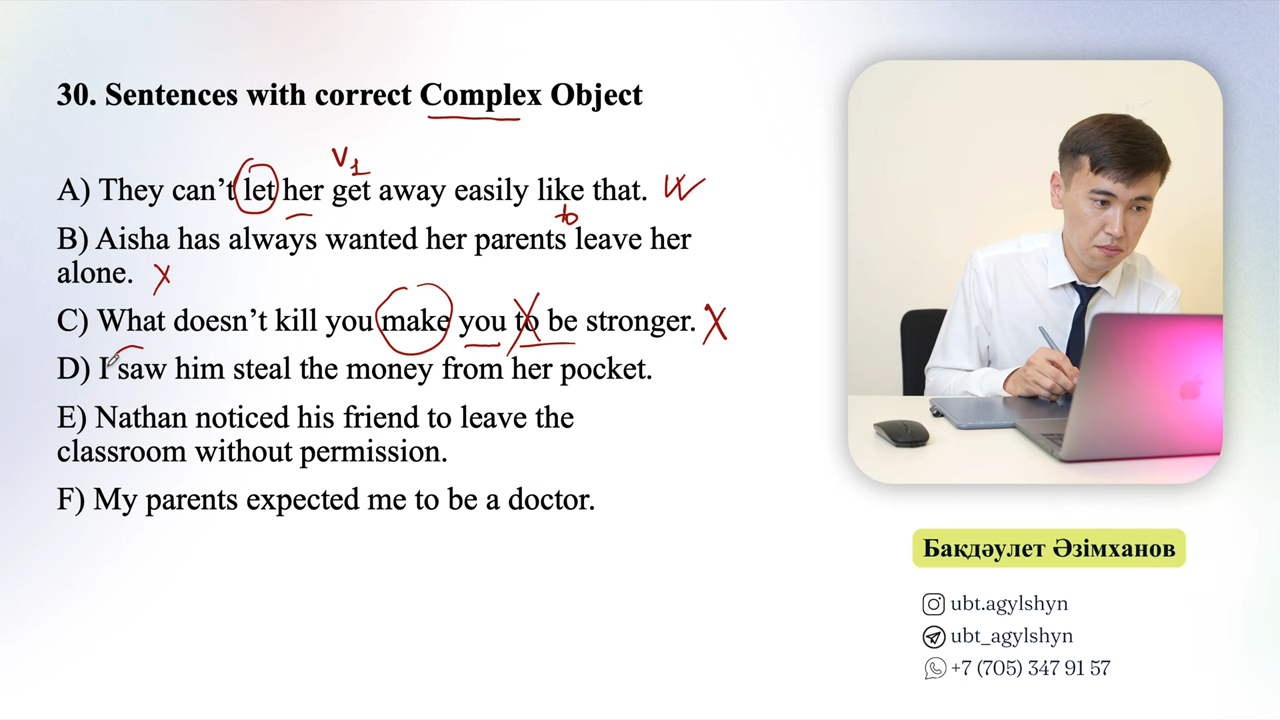 30. Sentences with correct Complex Object
V1
A) They can't let her get away easily like that.
to
B) Aisha has always wanted her parents leave her
alone. X
C) What doesn't kill you make you to be stronger. X
D) I saw him steal the money from her pocket.
E) Nathan noticed his friend to leave the
classroom without permission.
F) My parents expected me to be a doctor.
Бақдәулет Әзімханов
ubt.agylshyn
ubt_agylshyn
+7 (705) 347 91 57